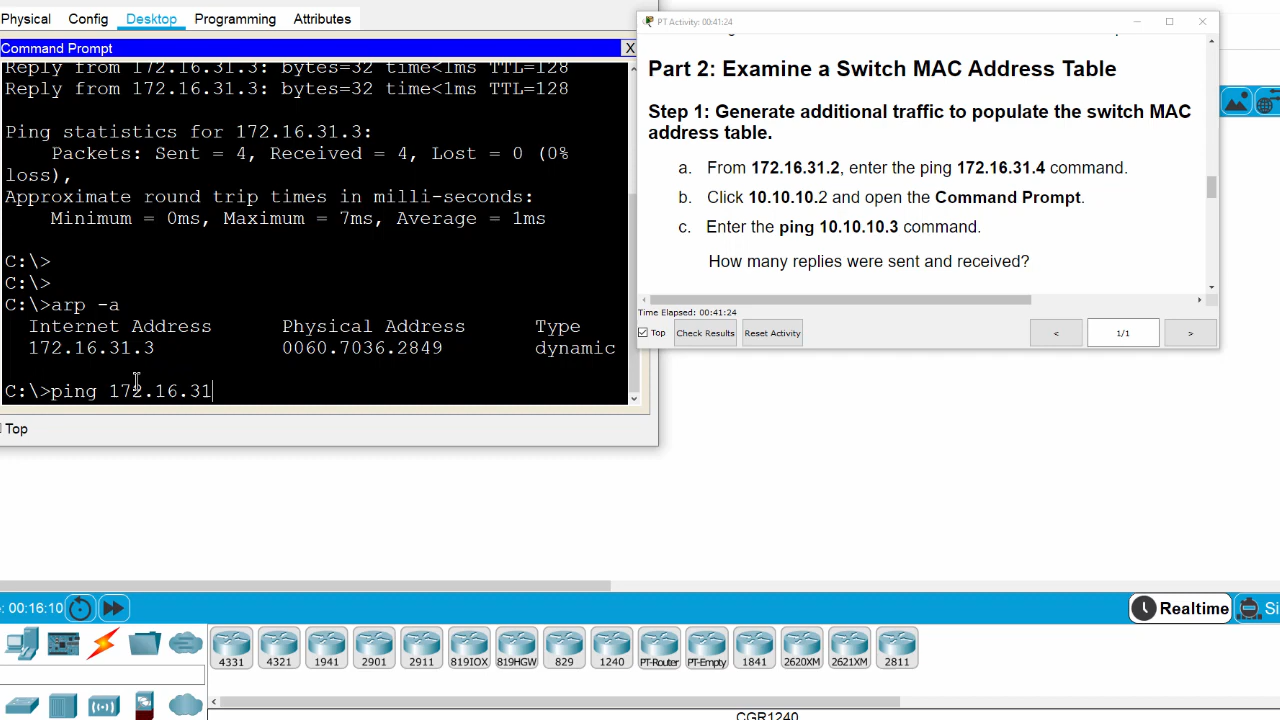 Physical Config Desktop Programming Attributes
Command Prompt X
Reply from 172.16.31.3: bytes=32 time<1ms TTL=128
Reply from 172.16.31.3: bytes=32 time<1ms TTL=128
Ping statistics for 172.16.31.3:
Packets: Sent = 4, Received = 4, Lost = 0 (0%
loss),
Approximate round trip times in milli-seconds:
Minimum = 0ms, Maximum = 7ms, Average = 1ms
C:\>
C:\>
C:\>arp -a
Internet Address Physical Address Type
172.16.31.3 0060.7036.2849 dynamic
C:\>ping 172.16.31
Top
PT Activity: 00:41:24
Part 2: Examine a Switch MAC Address Table
Step 1: Generate additional traffic to populate the switch MAC
address table.
a. From 172.16.31.2, enter the ping 172.16.31.4 command.
b. Click 10.10.10.2 and open the Command Prompt.
c. Enter the ping 10.10.10.3 command.
How many replies were sent and received?
Time Elapsed: 00:41:24
Top Check Results Reset Activity < 1/1 >
: 00:16:10 Realtime Si
4331 4321 1941 2901 2911 819IOX 819HGW 829 1240 PT-Router PT-Empty 1841 2620XM 2621XM 2811
CGR1240